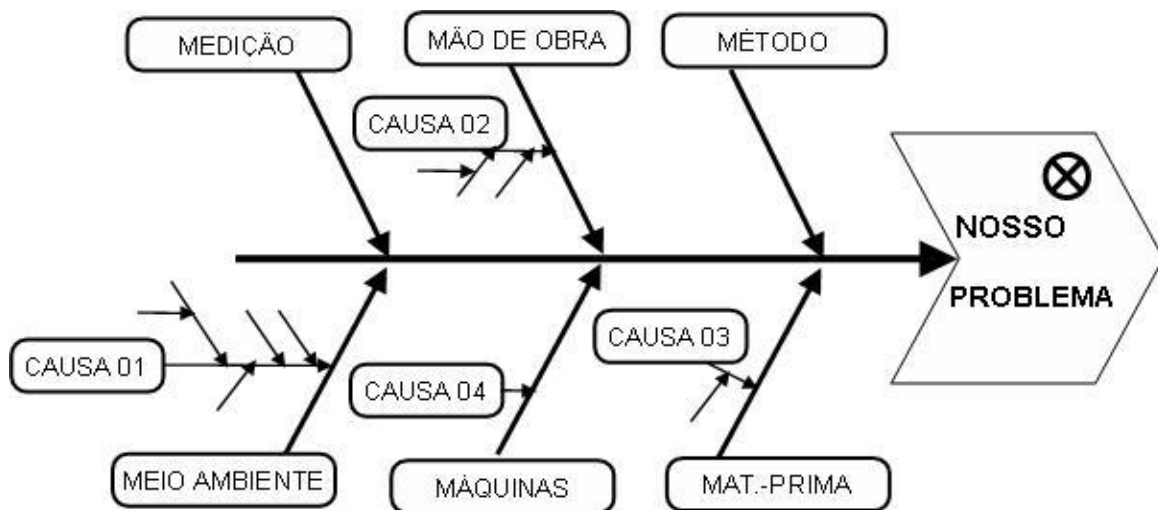 MEDIÇÃO
MÃO DE OBRA
MÉTODO
CAUSA 02
NOSSO
PROBLEMA
CAUSA 01
CAUSA 04
CAUSA 03
MEIO AMBIENTE
MÁQUINAS
MAT.-PRIMA